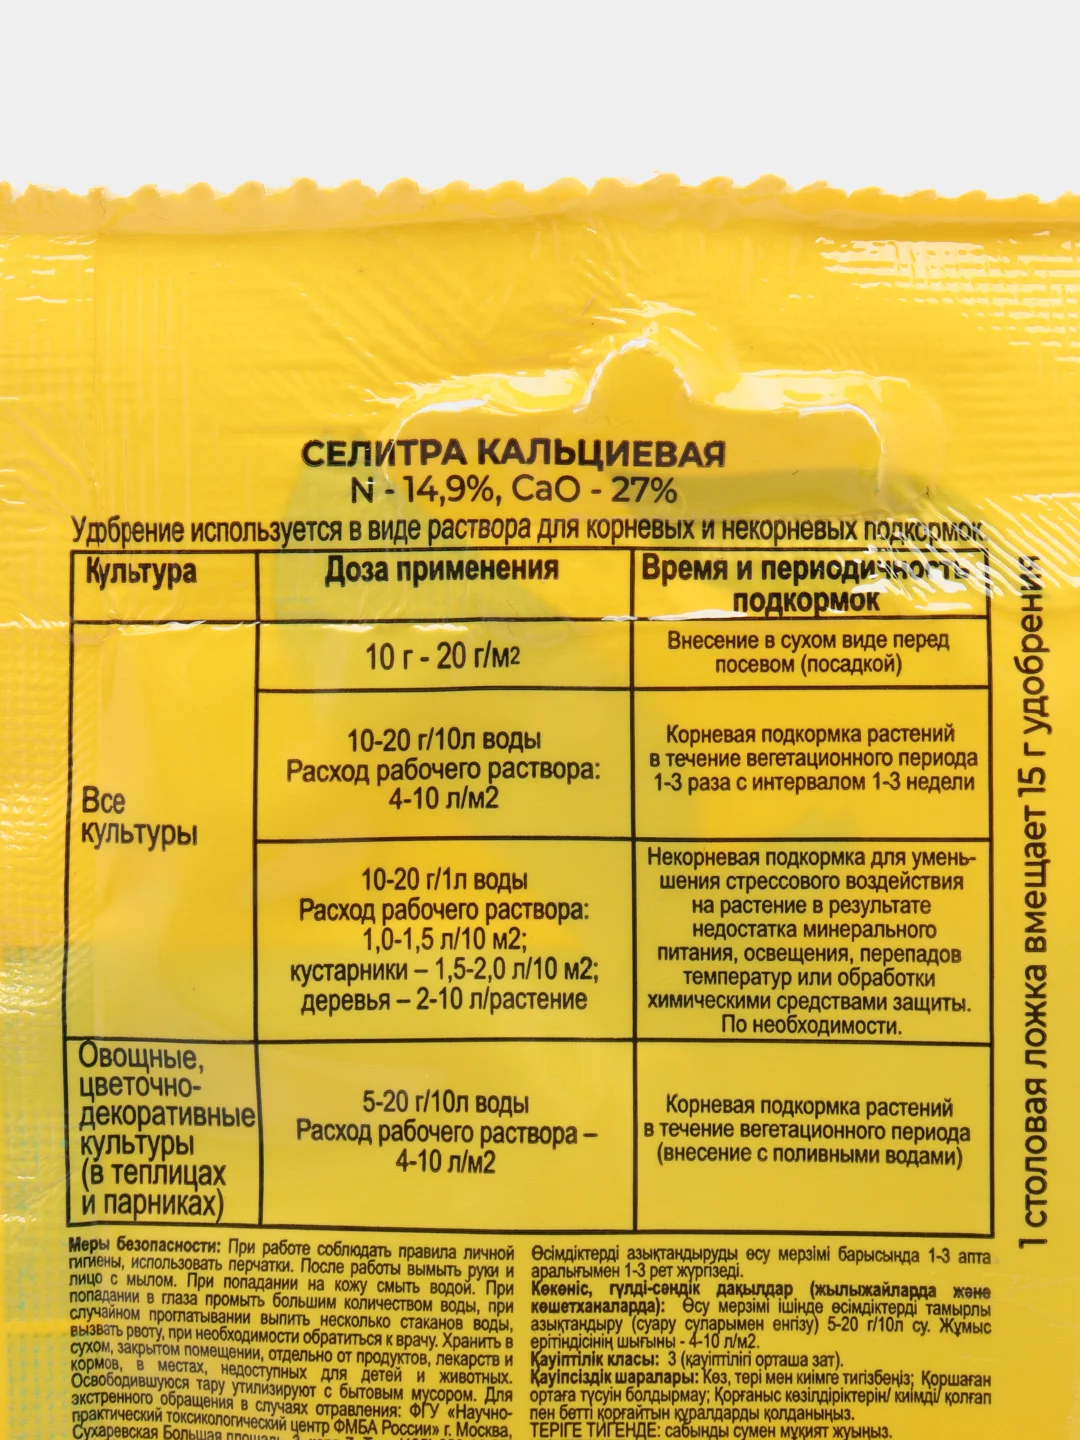 СЕЛИТРА КАЛЬЦИЕВАЯ
N - 14,9%, CaO - 27%
Удбрение используется в виде раствора для корневых и некорневых подкормок
Культура
Доза применения
Время и периодичность
подкормок
Все
культуры
10 г - 20 г/м2
Внесение в сухом виде перед
посевом (посадкой)
10-20 г/10л воды
Расход рабочего раствора:
4-10 л/м2
Корневая подкормка растений
в течение вегетационного периода
1-3 раза с интервалом 1-3 недели
10-20 г/1л воды
Расход рабочего раствора:
1,0-1,5 л/10 м2;
кустарники – 1,5-2,0 л/10 м2;
деревья – 2-10 л/растение
Некорневая подкормка для умень-
шения стрессового воздействия
на растение в результате
недостатка минерального
питания, освещения, перепадов
температур или обработки
химическими средствами защиты.
По необходимости.
Овощные,
цветочно-
декоративные
культуры
(в теплицах
и парниках)
5-20 г/10л воды
Расход рабочего раствора –
4-10 л/м2
Корневая подкормка растений
в течение вегетационного периода
(внесение с поливными водами)
1 столовая ложка вмещает 15 г удобрения
Меры безопасности: При работе соблюдать правила личной
гигиены, использовать перчатки. После работы вымыть руки и
лицо с мылом. При попадании на кожу смыть водой. При
попадании в глаза промыть большим количеством воды, при
случайном проглатывании выпить несколько стаканов воды,
вызвать рвоту, при необходимости обратиться к врачу. Хранить в
сухом, закрытом помещении, отдельно от продуктов, лекарств и
кормов, в местах, недоступных для детей и животных.
Освободившуюся тару утилизируют с бытовым мусором. Для
экстренного обращения в случаях отравления: ФГУ «Научно-
практический токсикологический центр ФМБА России» г. Москва,
Сухаревская Большая площадь,
Өсімдіктерді азықтандыруды өсу мерзімі барысында 1-3 апта
аралығымен 1-3 рет жүргізеді.
Көкөніс, гүлді-сәндік дақылдар (жылыжайларда және
көшетханаларда): Өсу мерзімі ішінде өсімдіктерді тамырлы
азықтандыру (суару суларымен енгізу) 5-20 г/10л су. Жұмыс
ерітіндісінің шығыны - 4-10 л/м2.
Қауіптілік класы: 3 (қауіптілігі орташа зат).
Қауіпсіздік шаралары: Көз, тері мен киімге тигізбеңіз; Қоршаған
ортаға түсуін болдырмау; Қорғаныс көзілдіріктерін/ киімді/ қолғап
пен бетті қорғайтын құралдарды қолданыңыз.
ТЕРІГЕ ТИГЕНДЕ: сабынды сумен мұқият жуыңыз.